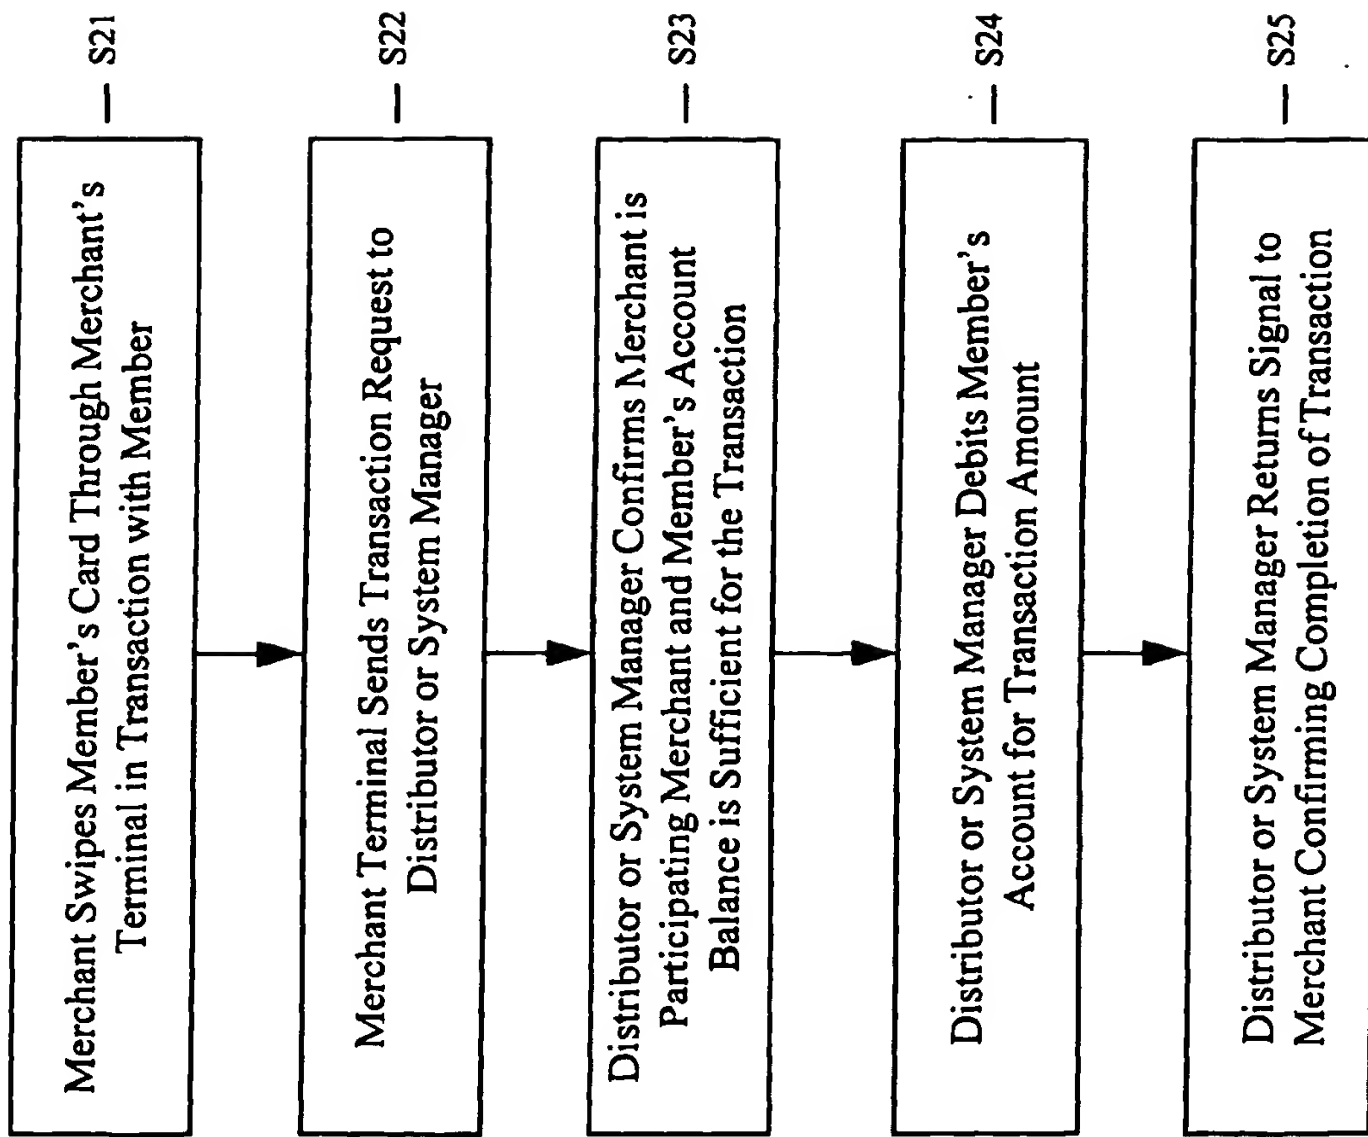 Merchant Swipes Member's Card Through Merchant's
Terminal in Transaction with Member
— S21
Merchant Terminal Sends Transaction Request to
Distributor or System Manager
— S22
Distributor or System Manager Confirms Merchant is
Participating Merchant and Member's Account
Balance is Sufficient for the Transaction
— S23
Distributor or System Manager Debits Member's
Account for Transaction Amount
— S24
Distributor or System Manager Returns Signal to
Merchant Confirming Completion of Transaction
— S25